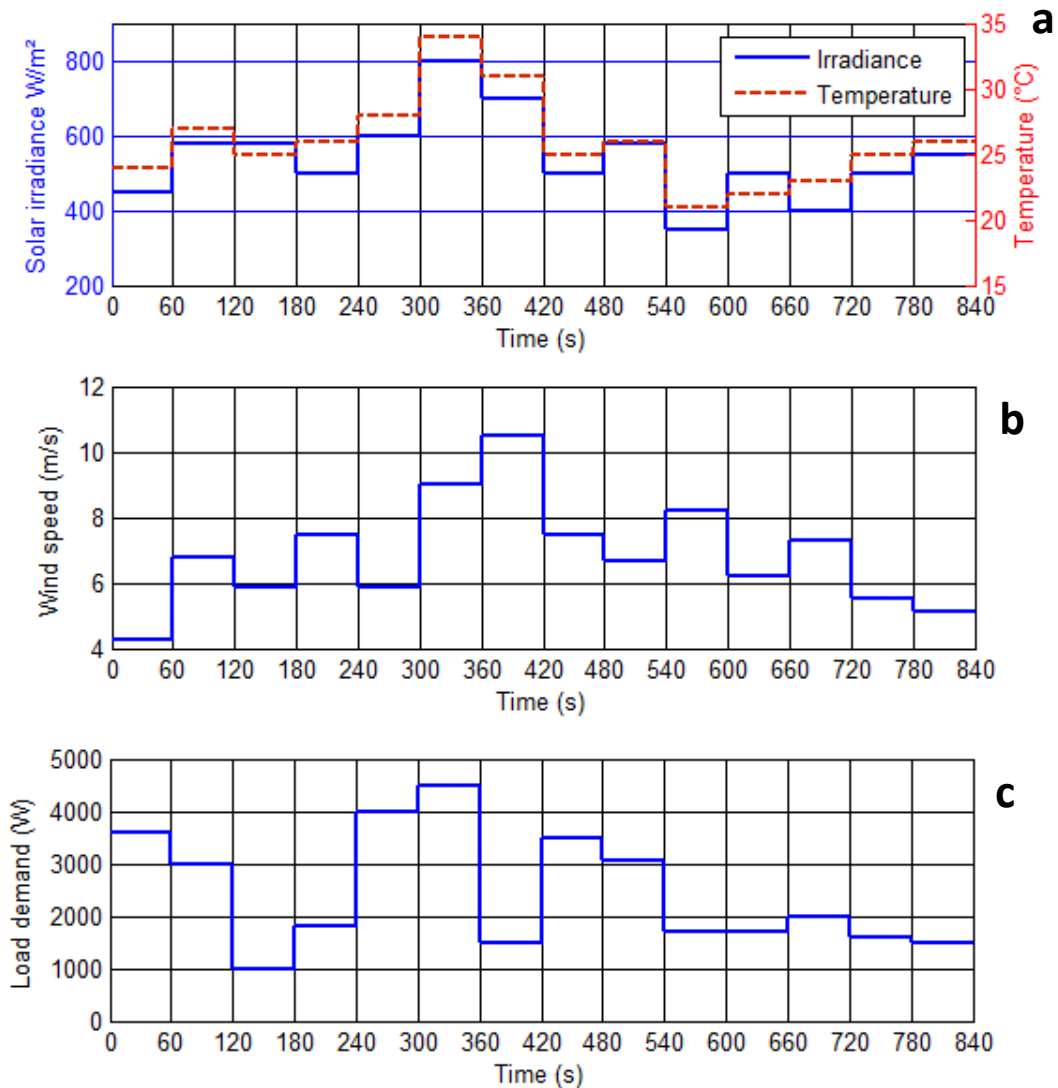 a
Solar irradiance W/m²
800
600
400
200
35
30
25
20
15
Temperature (°C)
Irradiance
Temperature
0 60 120 180 240 300 360 420 480 540 600 660 720 780 840
Time (s)
b
Wind speed (m/s)
12
10
8
6
4
0 60 120 180 240 300 360 420 480 540 600 660 720 780 840
Time (s)
c
Load demand (W)
5000
4000
3000
2000
1000
0
0 60 120 180 240 300 360 420 480 540 600 660 720 780 840
Time (s)